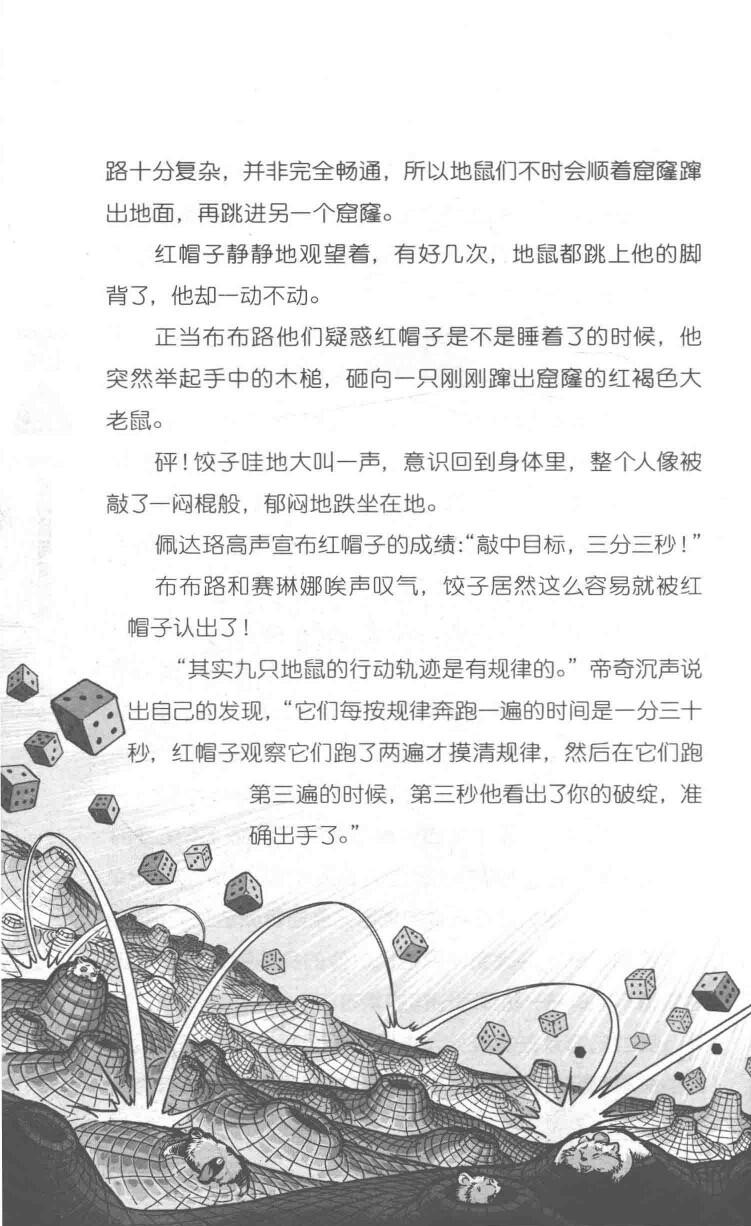 路十分复杂，并非完全畅通，所以地鼠们不时会顺着窟窿蹿
出地面，再跳进另一个窟窿。
红帽子静静地观望着，有好几次，地鼠都跳上他的脚
背了，他却一动不动。
正当布布路他们疑惑红帽子是不是睡着了的时候，他
突然举起手中的木槌，砸向一只刚刚蹿出窟窿的红褐色大
老鼠。
砰！饺子哇地大叫一声，意识回到身体里，整个人像被
敲了一闷棍般，郁闷地跌坐在地。
佩达珞高声宣布红帽子的成绩：“敲中目标，三分三秒！”
布布路和赛琳娜唉声叹气，饺子居然这么容易就被红
帽子认出了！
“其实九只地鼠的行动轨迹是有规律的。”帝奇沉声说
出自己的发现，“它们每按规律奔跑一遍的时间是一分三十
秒，红帽子观察它们跑了两遍才摸清规律，然后在它们跑
第三遍的时候，第三秒他看出了你的破绽，准
确出手了。”